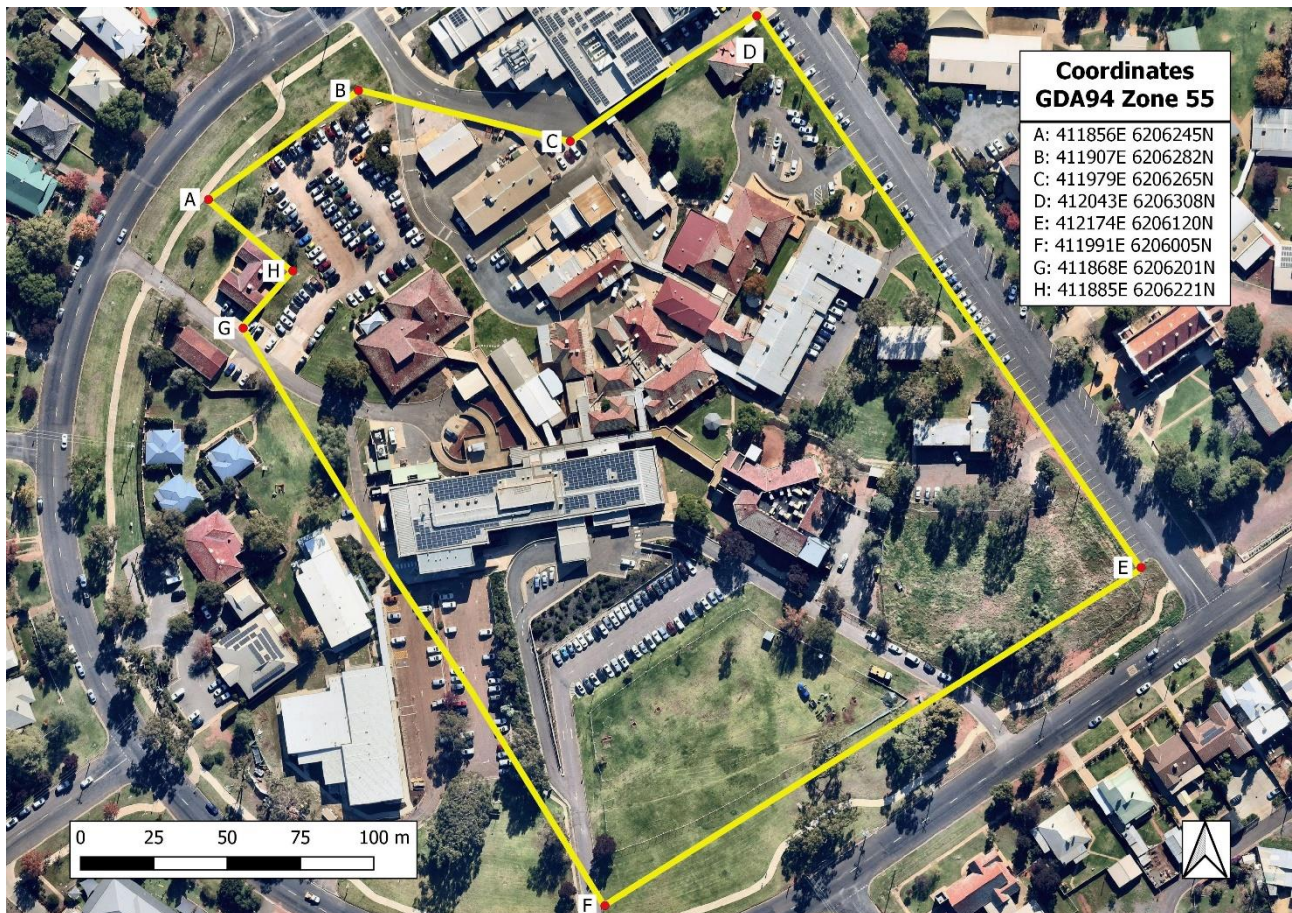 B
D
C
A
H
G
E
F
Coordinates
GDA94 Zone 55
A: 411856E 6206245N
B: 411907E 6206282N
C: 411979E 6206265N
D: 412043E 6206308N
E: 412174E 6206120N
F: 411991E 6206005N
G: 411868E 6206201N
H: 411885E 6206221N
0 25 50 75 100 m